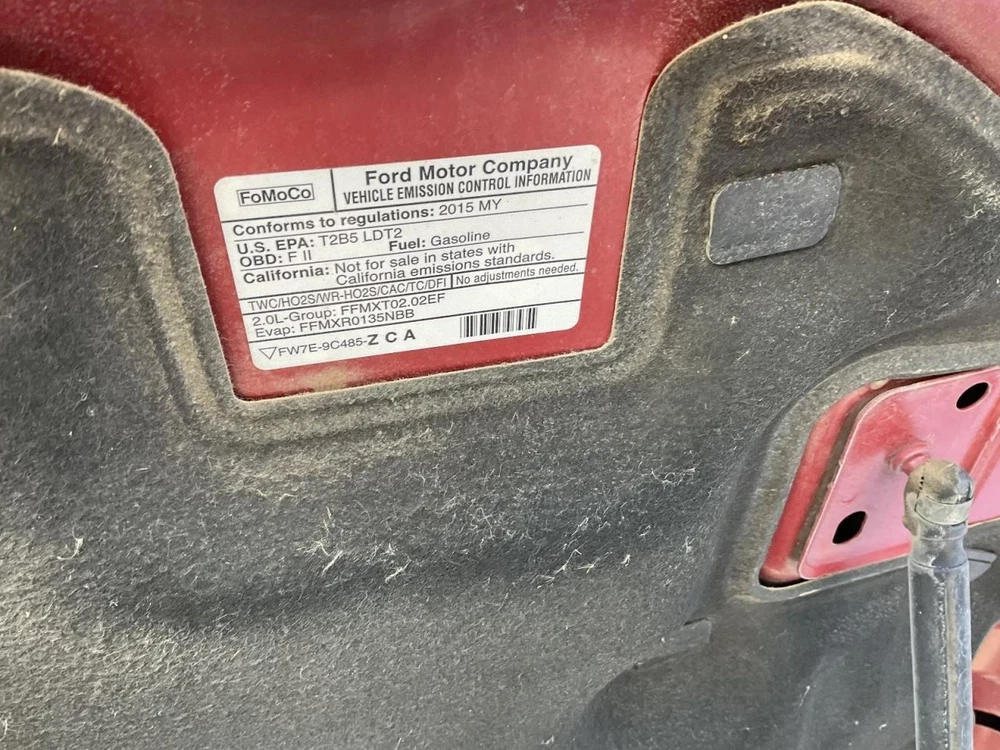 FoMoCo
Ford Motor Company
VEHICLE EMISSION CONTROL INFORMATION
Conforms to regulations: 2015 MY
U.S. EPA: T2B5 LDT2
OBD: F II Fuel: Gasoline
California: Not for sale in states with
California emissions standards.
TWC/HO2S/WR-HO2S/CAC/TC/DFI No adjustments needed.
2.0L-Group: FFMXT02.02EF
Evap: FFMXR0135NBB
FW7E-9C485-Z C A